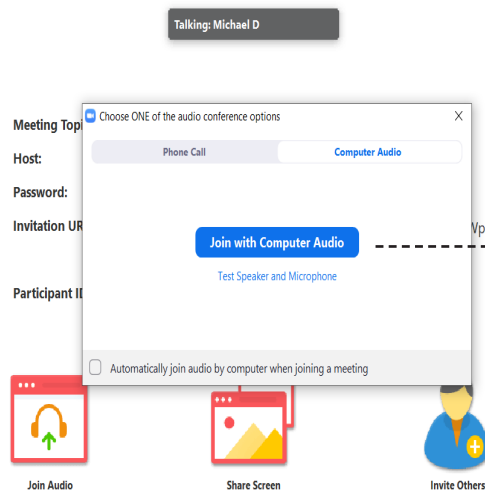 Talking: Michael D
Choose ONE of the audio conference options
Phone Call
Computer Audio
Meeting Topi
Host:
Password:
Invitation UR
Wp
Join with Computer Audio
Test Speaker and Microphone
Participant ID
Automatically join audio by computer when joining a meeting
Join Audio
Share Screen
Invite Others